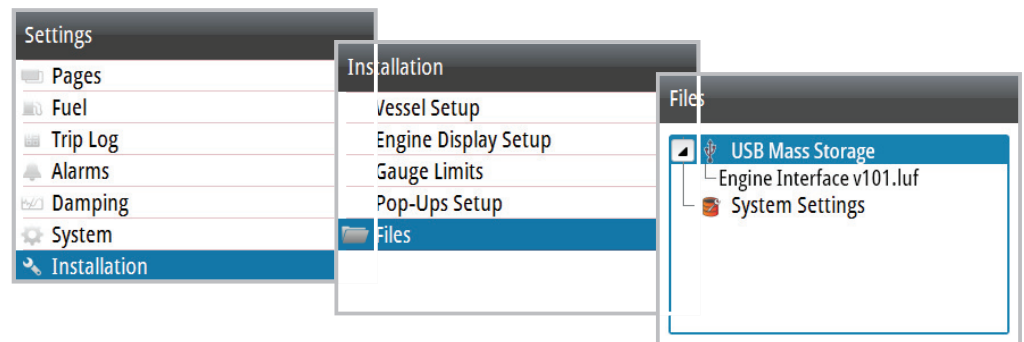 Settings
Pages
Fuel
Trip Log
Alarms
Damping
System
Installation
Installation
Vessel Setup
Engine Display Setup
Gauge Limits
Pop-Ups Setup
Files
Files
USB Mass Storage
Engine Interface v101.luf
System Settings